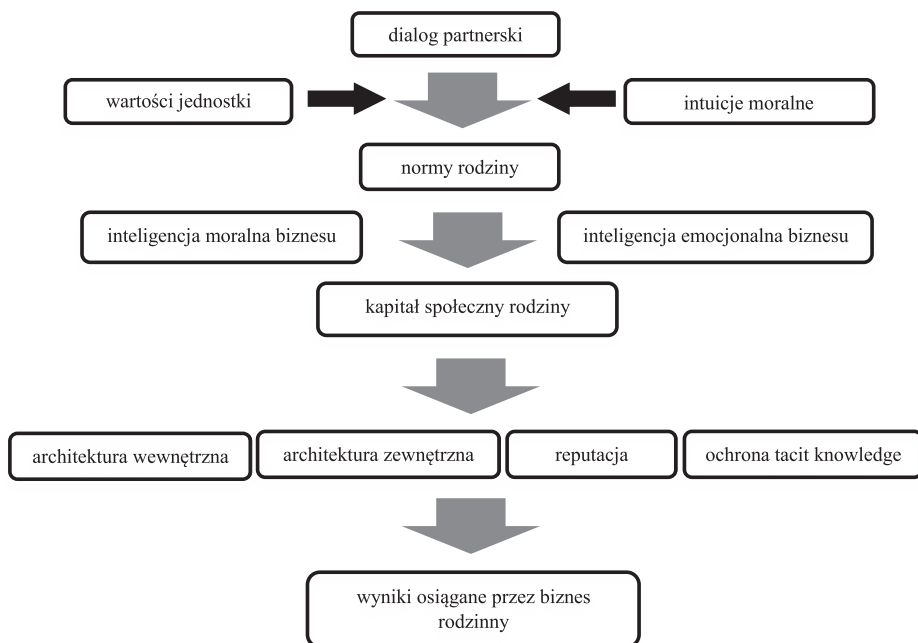 dialog partnerski
wartości jednostki
intuicje moralne
normy rodziny
inteligencja moralna biznesu
inteligencja emocjonalna biznesu
kapitał społeczny rodziny
architektura wewnętrzna
architektura zewnętrzna
reputacja
ochrona tacit knowledge
wyniki osiągane przez biznes
rodzinny